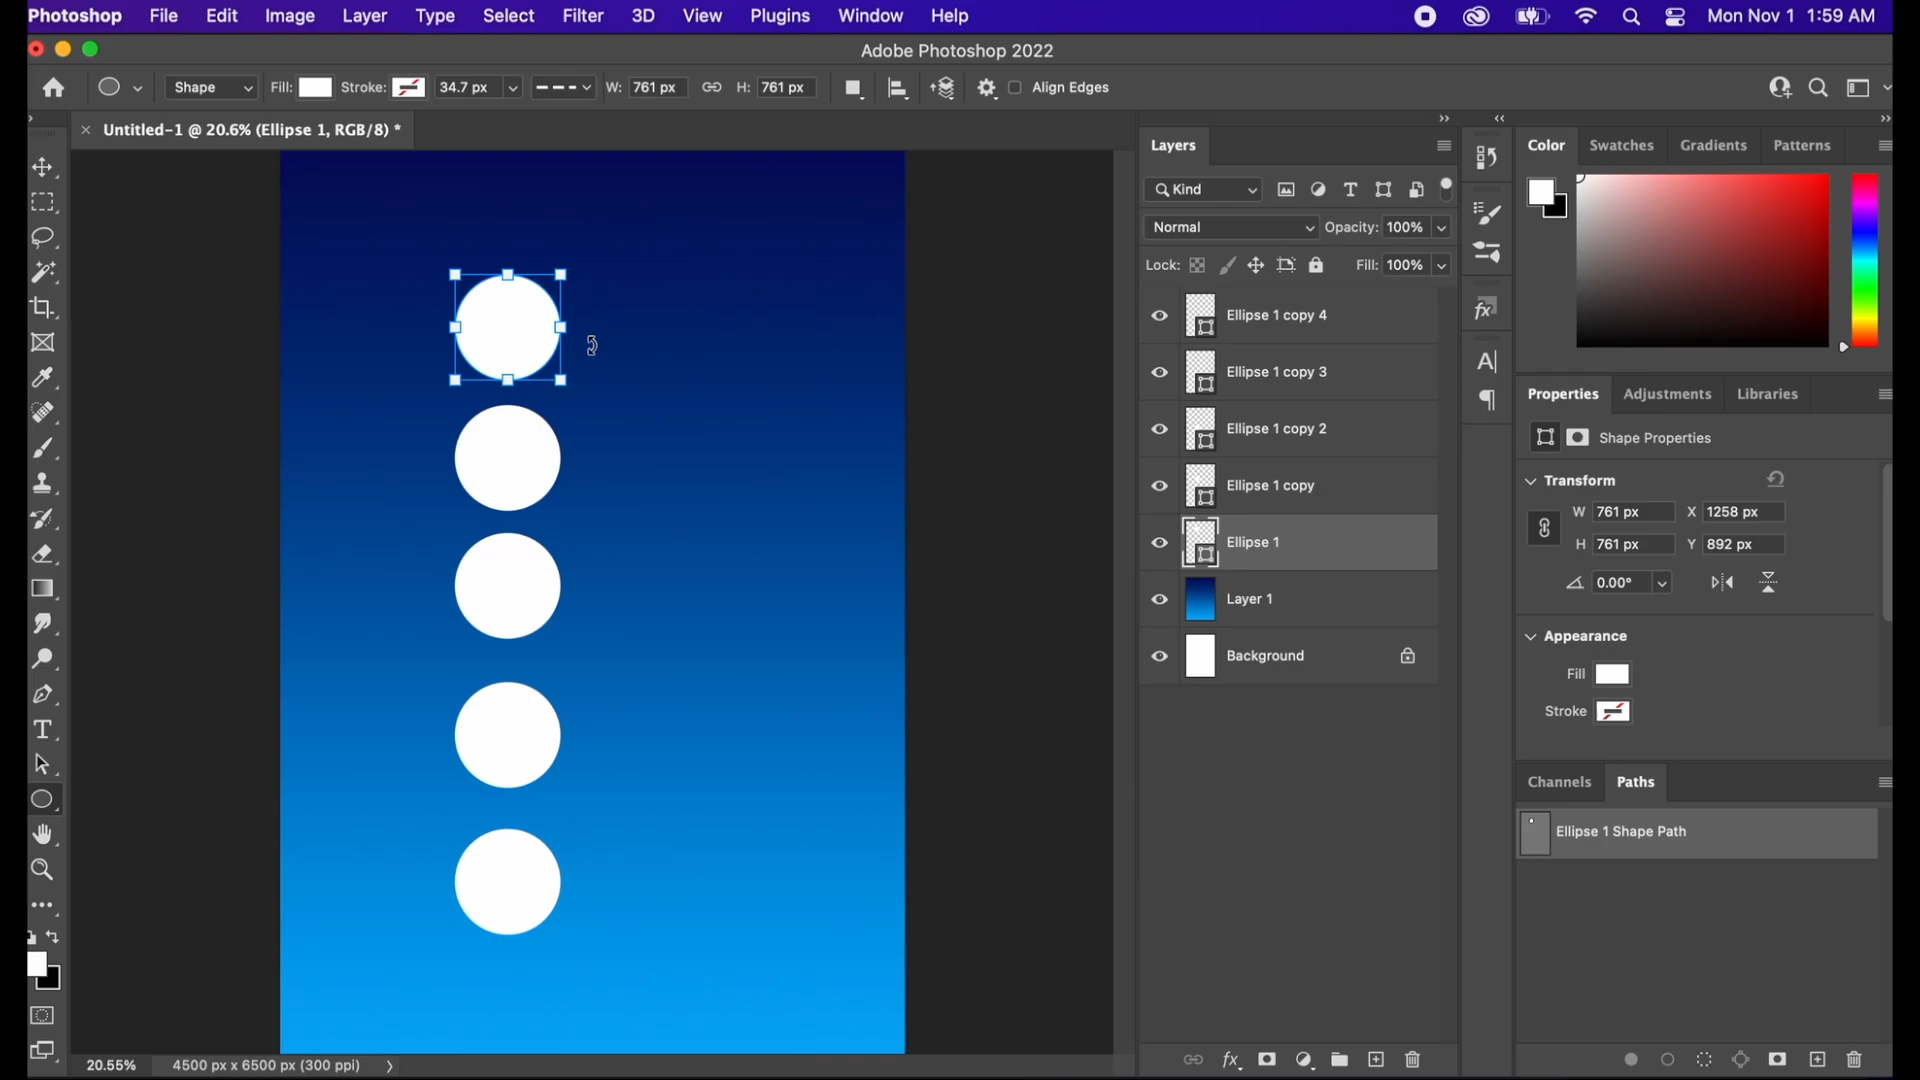 Photoshop File Edit Image Layer Type Select Filter 3D View Plugins Window Help Mon Nov 1 1:59 AM
Adobe Photoshop 2022
Shape Fill: Stroke: 34.7 px W: 761 px H: 761 px Align Edges
× Untitled-1 @ 20.6% (Ellipse 1, RGB/8) *
Layers
Kind
Normal Opacity: 100%
Lock: Fill: 100%
Ellipse 1 copy 4
Ellipse 1 copy 3
Ellipse 1 copy 2
Ellipse 1 copy
Ellipse 1
Layer 1
Background
fx
Color Swatches Gradients Patterns
Properties Adjustments Libraries
Shape Properties
Transform
W 761 px X 1258 px
H 761 px Y 892 px
0.00°
Appearance
Fill
Stroke
Channels Paths
Ellipse 1 Shape Path
20.55% 4500 px x 6500 px (300 ppi)
fx